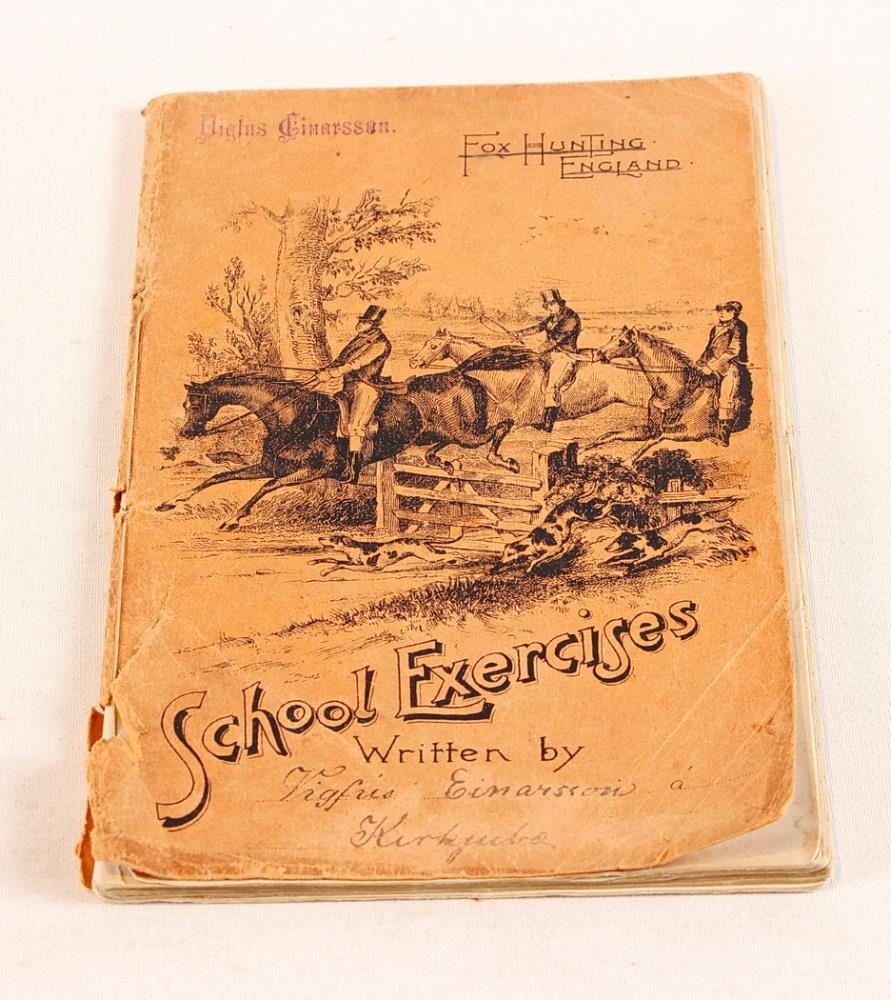 Vigfus Einarsson.
FOX HUNTING.
ENGLAND.
School Exercises
Written by
Vigfús Einarsson á
Kirkjubæ